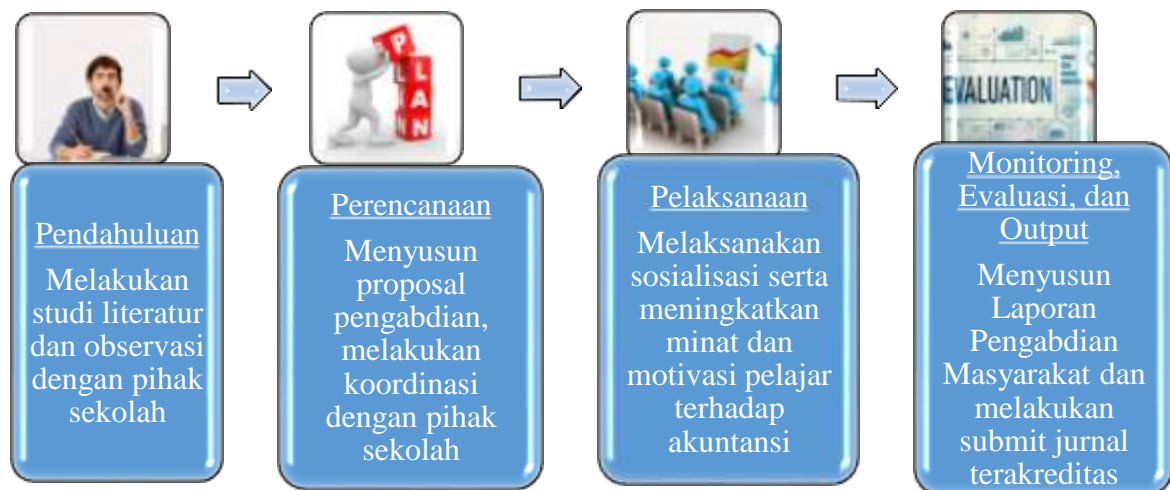 PLAN
PLAN
EVALUATION
Pendahuluan
Melakukan
studi literatur
dan observasi
dengan pihak
sekolah
Perencanaan
Menyusun
proposal
pengabdian,
melakukan
koordinasi
dengan pihak
sekolah
Pelaksanaan
Melaksanakan
sosialisasi serta
meningkatkan
minat dan
motivasi pelajar
terhadap
akuntansi
Monitoring,
Evaluasi, dan
Output
Menyusun
Laporan
Pengabdian
Masyarakat dan
melakukan
submit jurnal
terakreditas